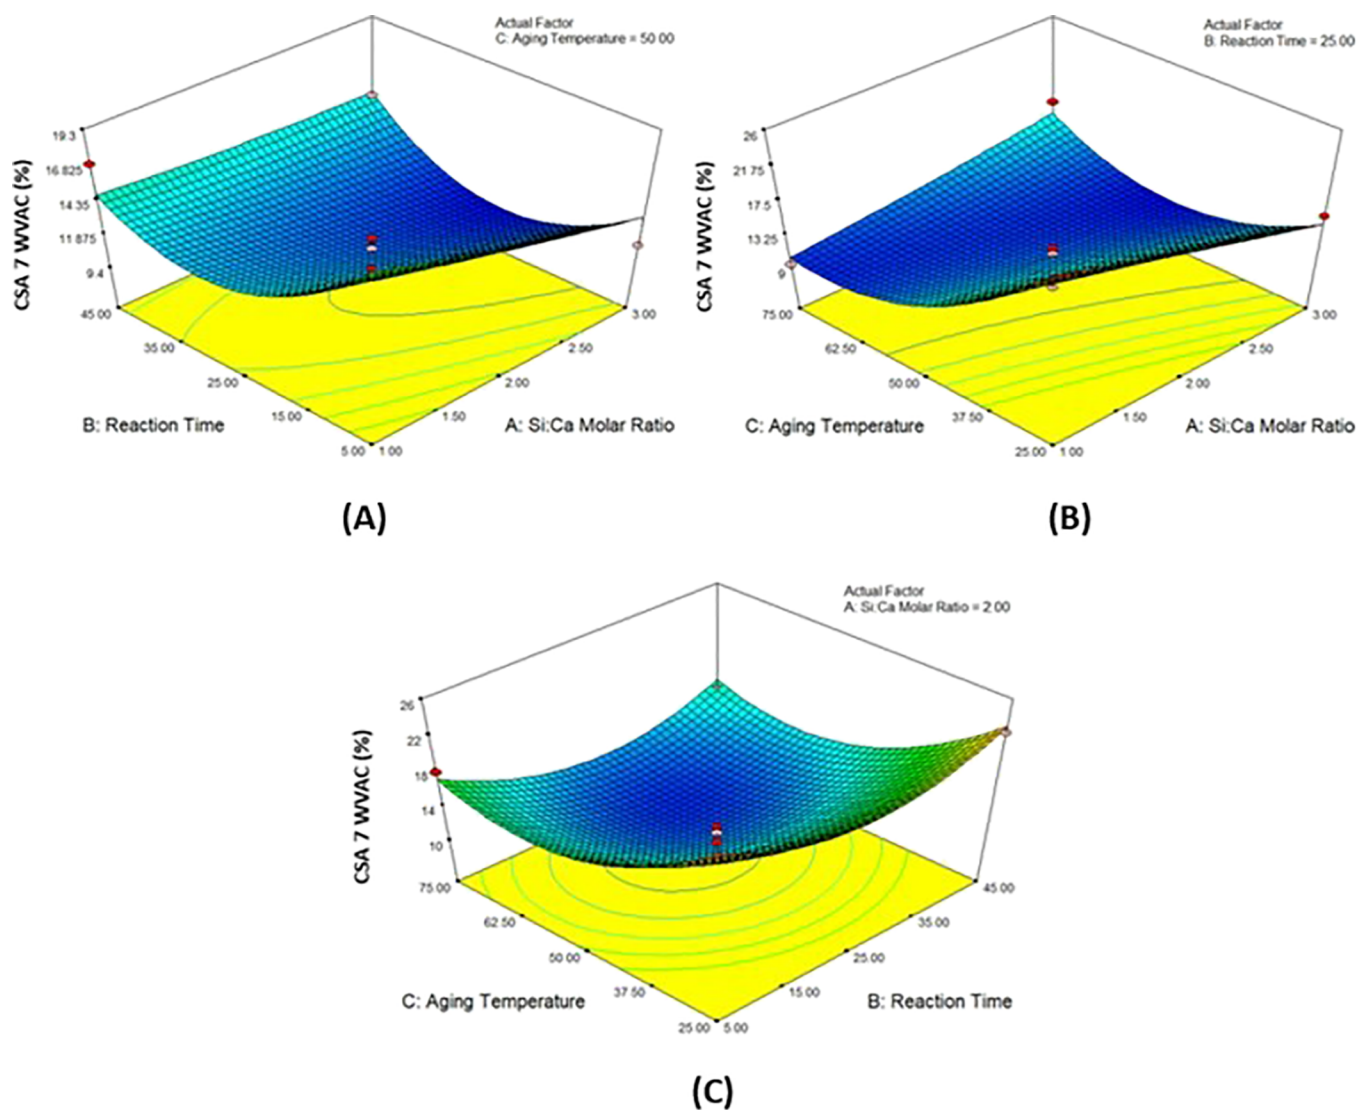 Actual Factor
C: Aging Temperature = 50.00
CSA 7 WVAC (%)
19.3
16.825
14.35
11.875
9.4
45.00
35.00
25.00
15.00
5.00
1.00
1.50
2.00
2.50
3.00
B: Reaction Time
A: Si:Ca Molar Ratio
(A)
Actual Factor
B: Reaction Time = 25.00
CSA 7 WVAC (%)
26
21.75
17.5
13.25
9
75.00
62.50
50.00
37.50
25.00
1.00
1.50
2.00
2.50
3.00
C: Aging Temperature
A: Si:Ca Molar Ratio
(B)
Actual Factor
A: Si:Ca Molar Ratio = 2.00
CSA 7 WVAC (%)
26
22
18
14
10
75.00
62.50
50.00
37.50
25.00
5.00
15.00
25.00
35.00
45.00
C: Aging Temperature
B: Reaction Time
(C)